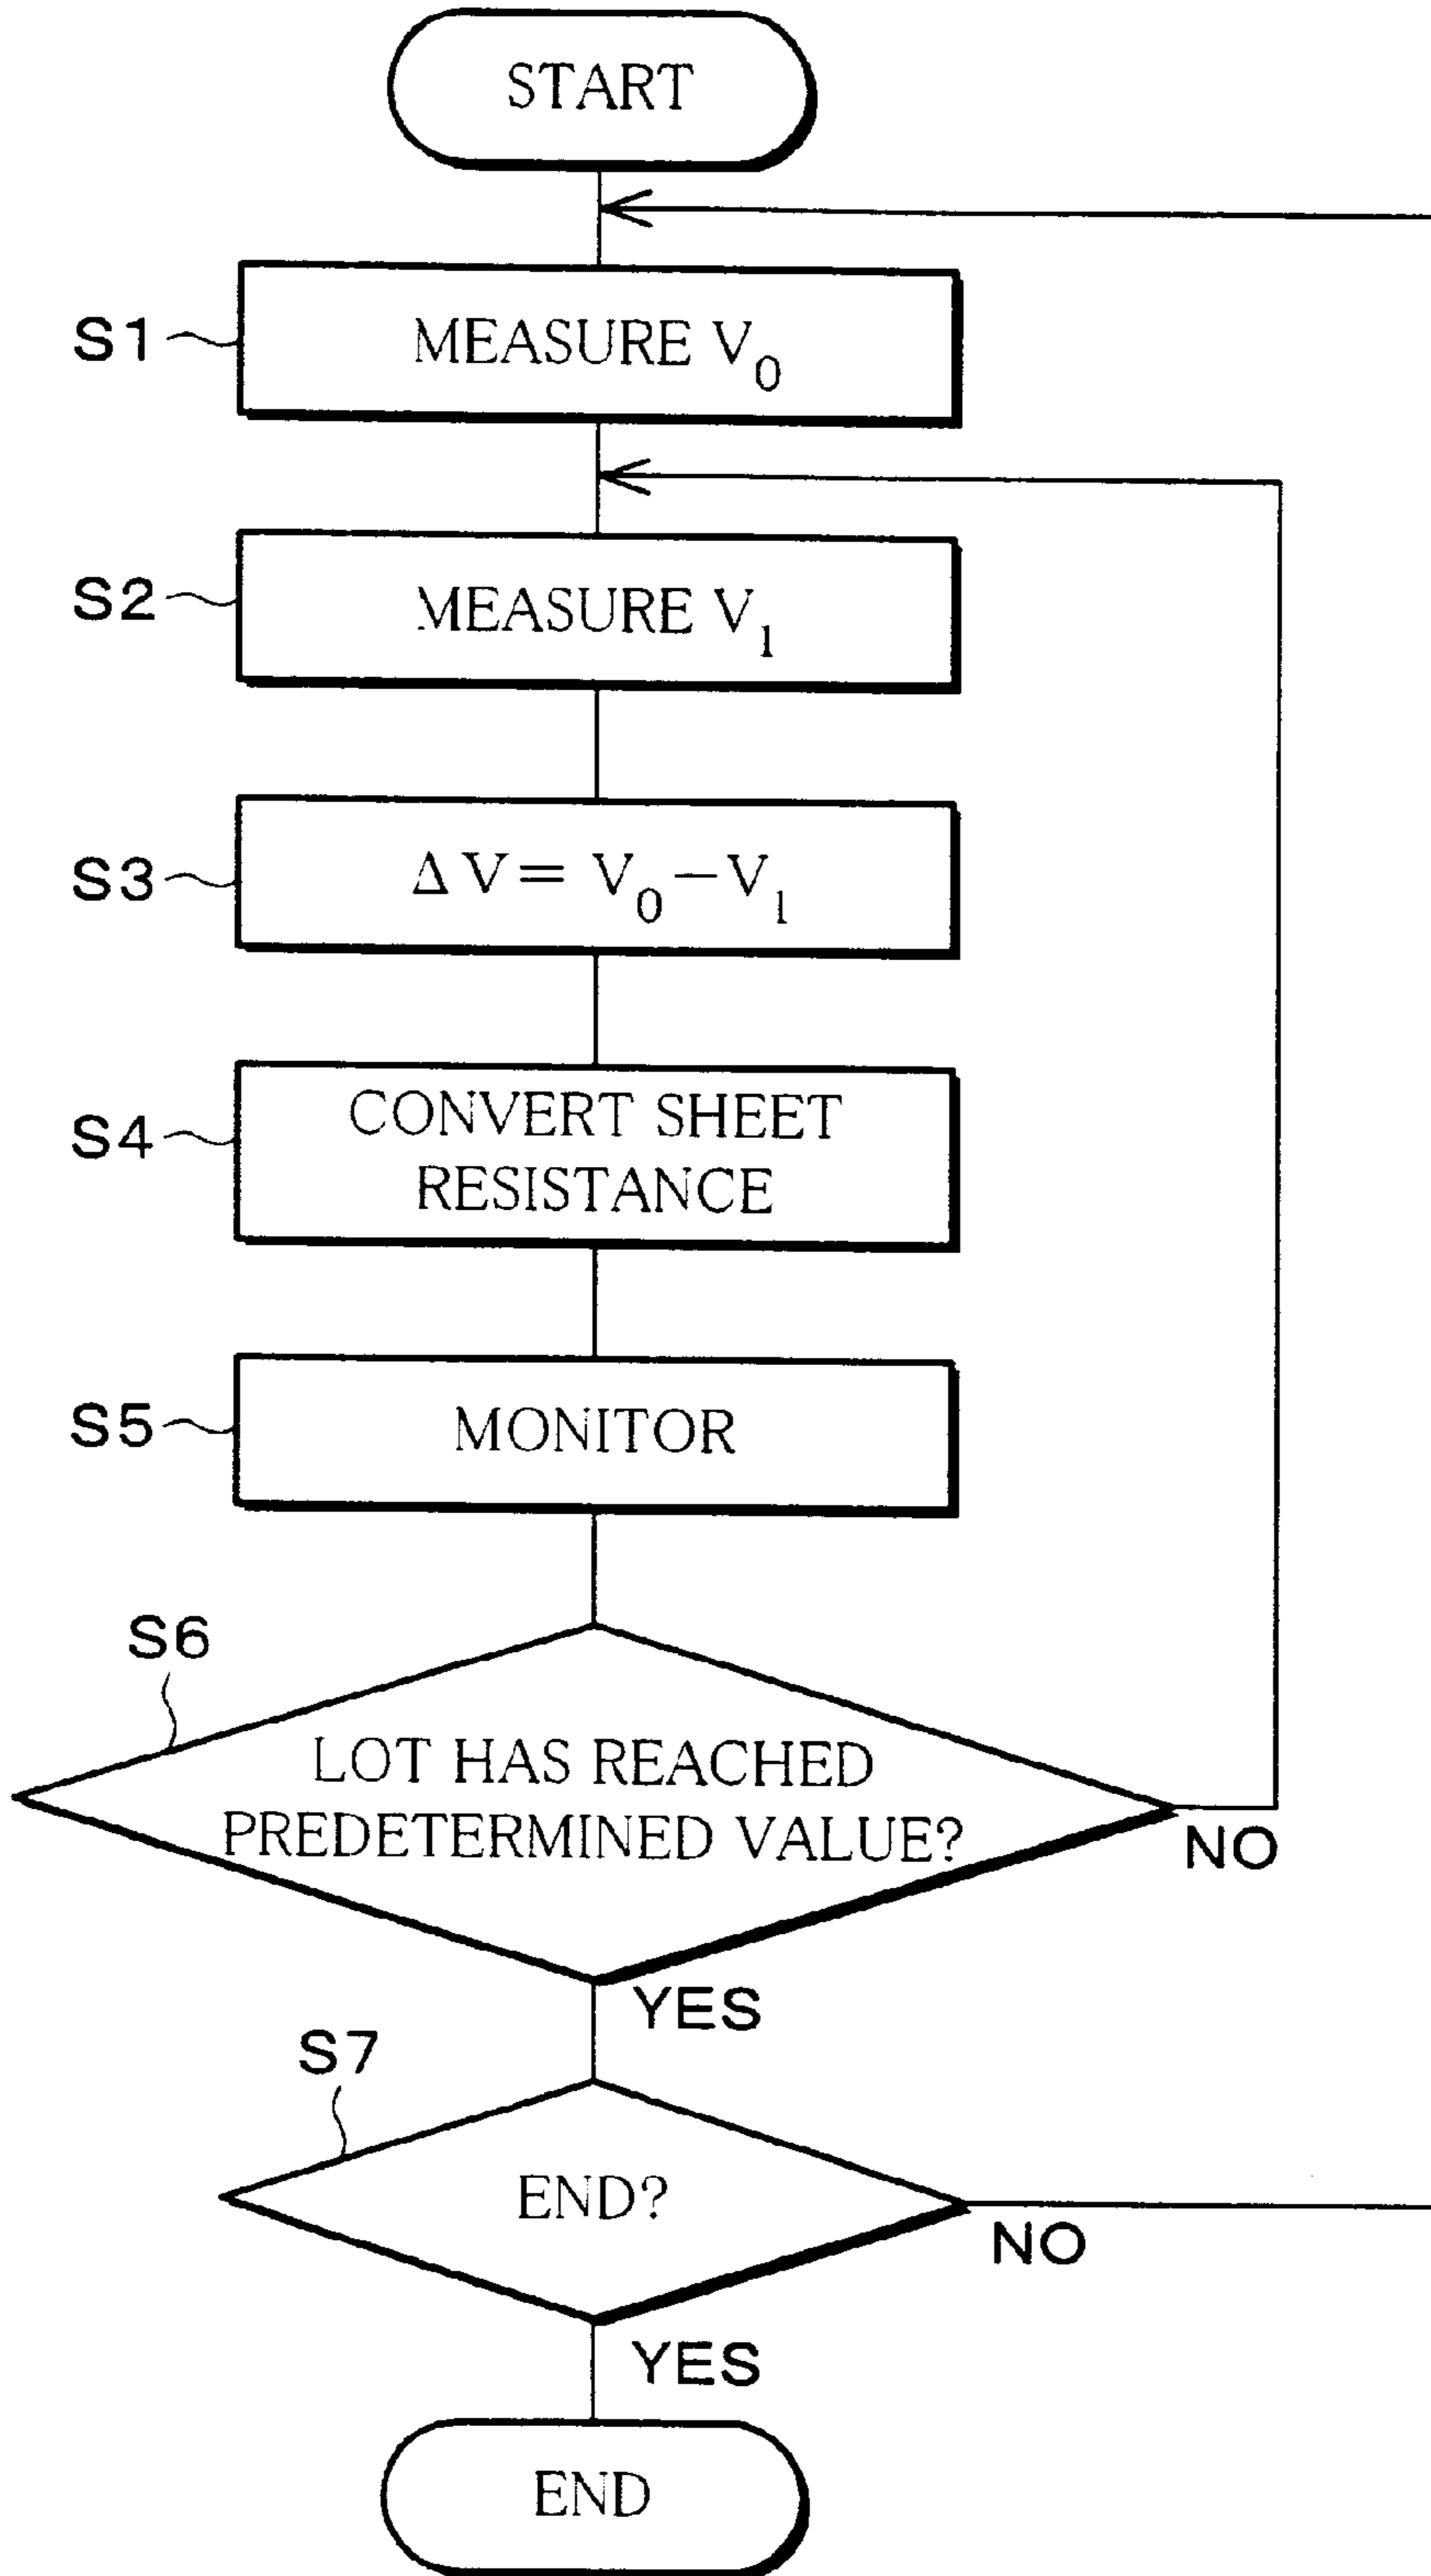 START
S1
MEASURE V₀
S2
MEASURE V₁
S3
Δ V = V₀ − V₁
S4
CONVERT SHEET
RESISTANCE
S5
MONITOR
S6
LOT HAS REACHED
PREDETERMINED VALUE?
NO
YES
S7
END?
NO
YES
END